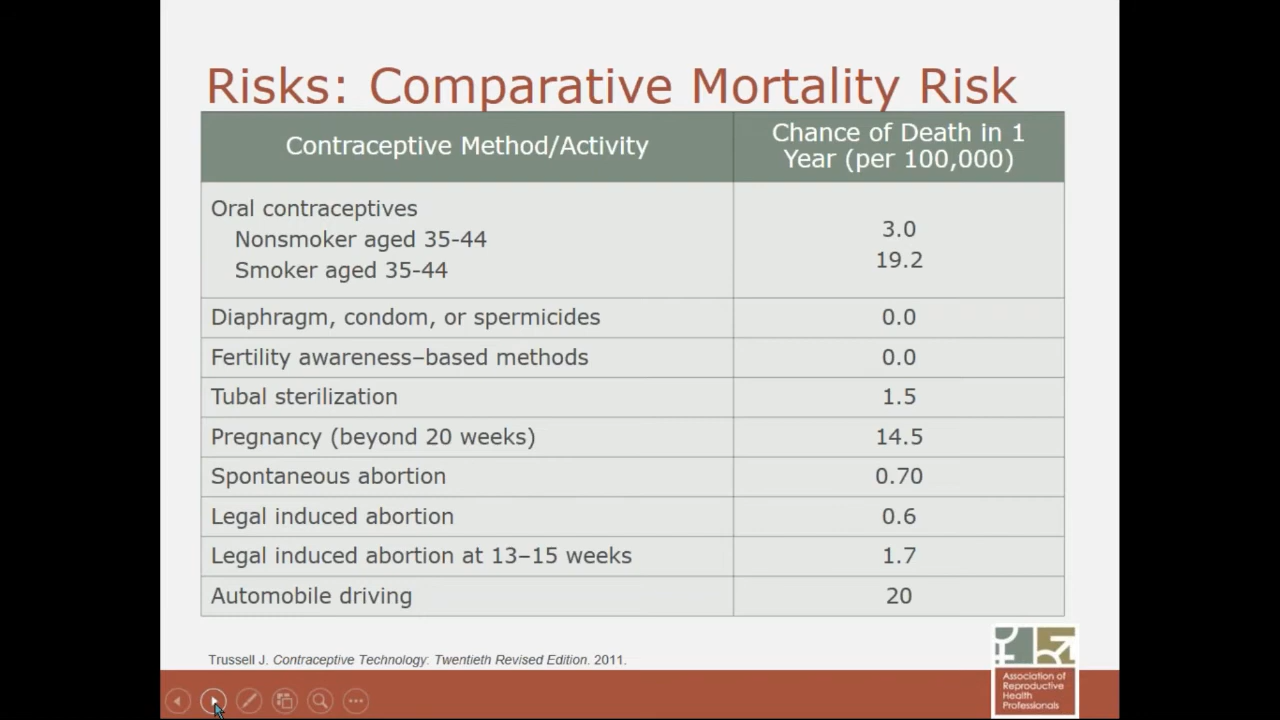 Risks: Comparative Mortality Risk
Contraceptive Method/Activity
Chance of Death in 1
Year (per 100,000)
Oral contraceptives
Nonsmoker aged 35-44
3.0
Smoker aged 35-44
19.2
Diaphragm, condom, or spermicides
0.0
Fertility awareness–based methods
0.0
Tubal sterilization
1.5
Pregnancy (beyond 20 weeks)
14.5
Spontaneous abortion
0.70
Legal induced abortion
0.6
Legal induced abortion at 13–15 weeks
1.7
Automobile driving
20
Trussell J. Contraceptive Technology: Twentieth Revised Edition. 2011.
Association of
Reproductive
Health
Professionals